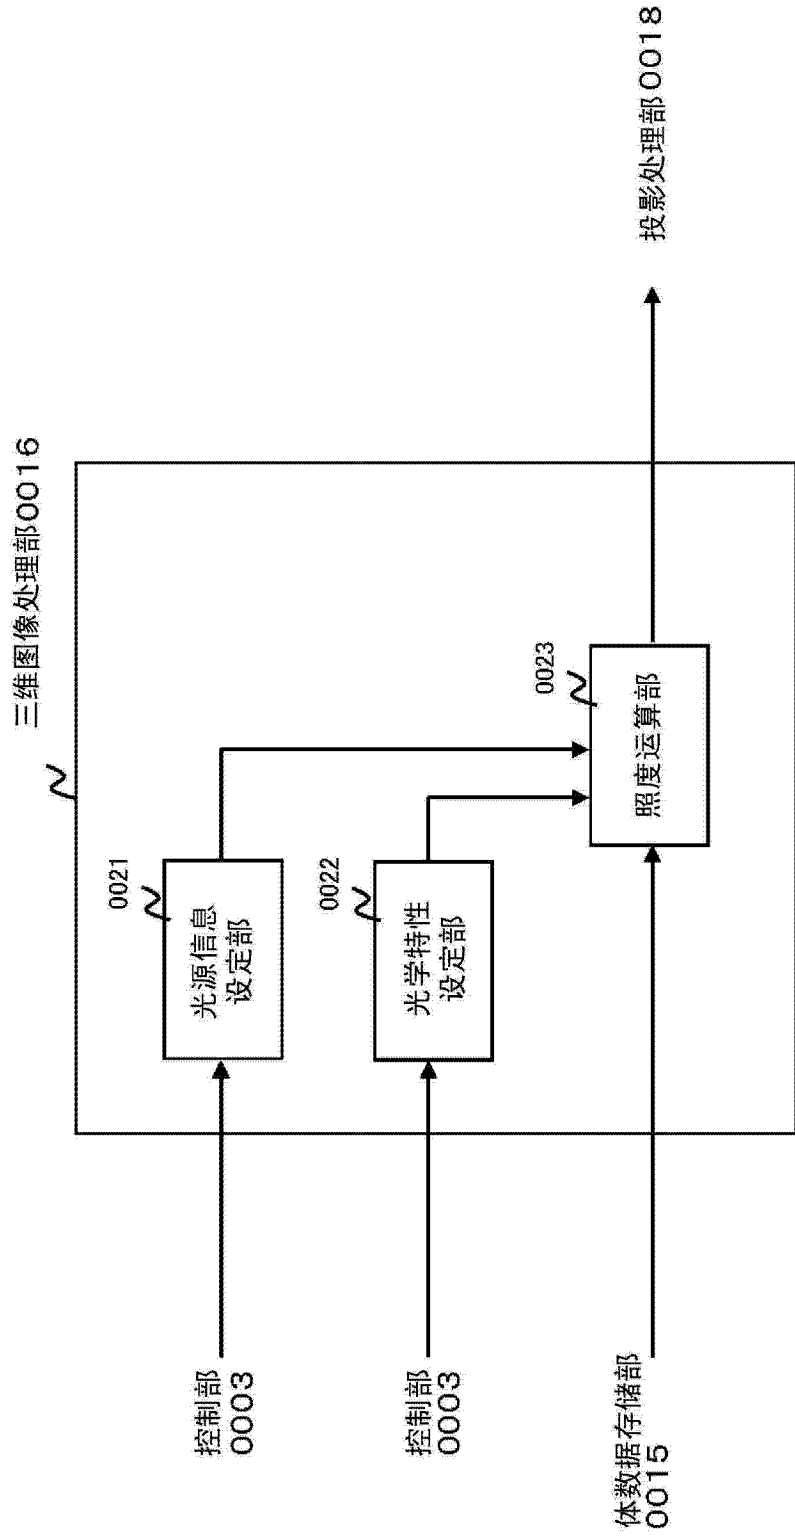 三维图像处理部0016
控制部
0003
0021
光源信息
设定部
控制部
0003
0022
光学特性
设定部
体数据存储部
0015
0023
照度运算部
投影处理部0018